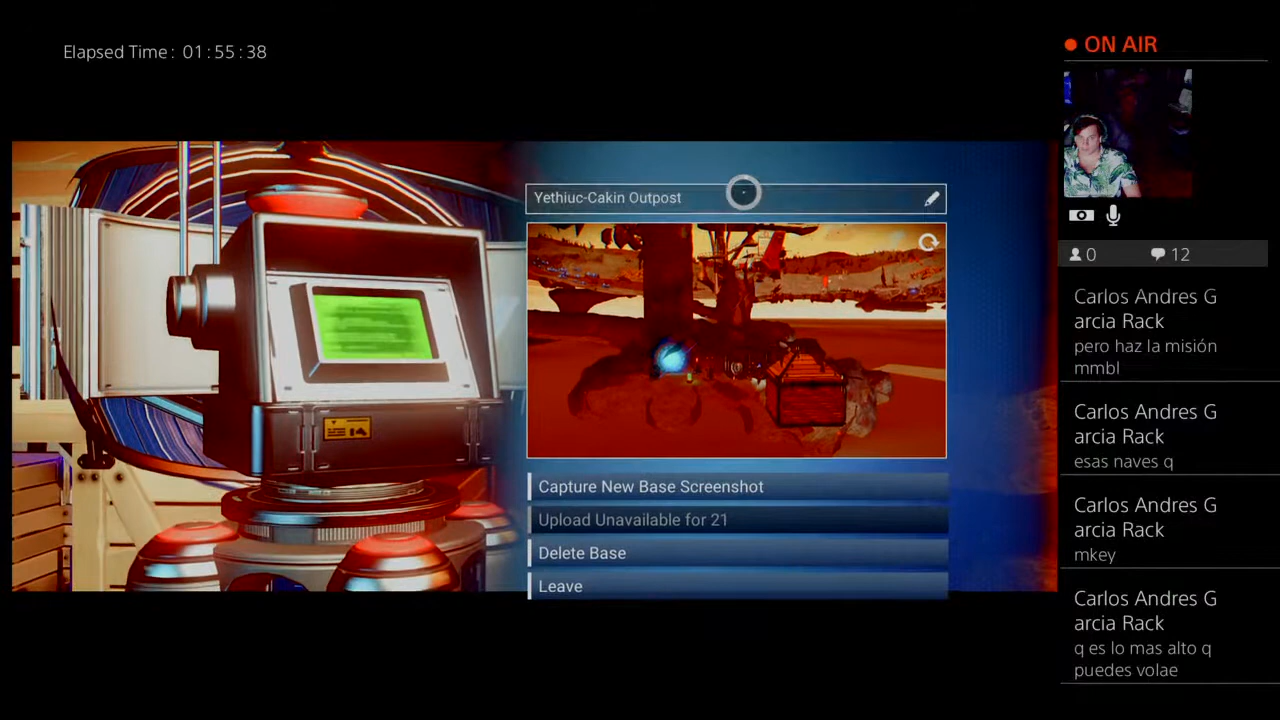 Elapsed Time: 01:55:38
ON AIR
Yethiuc-Cakin Outpost
Capture New Base Screenshot
Upload Unavailable for 21
Delete Base
Leave
0
12
Carlos Andres G
arcia Rack
pero haz la misión
mmbl
Carlos Andres G
arcia Rack
esas naves q
Carlos Andres G
arcia Rack
mkey
Carlos Andres G
arcia Rack
q es lo mas alto q
puedes volae